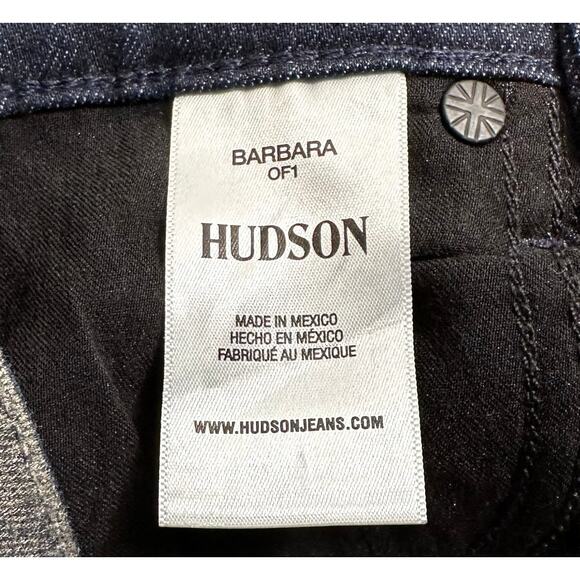 BARBARA
OF1
HUDSON
MADE IN MEXICO
HECHO EN MÉXICO
FABRIQUÉ AU MEXIQUE
WWW.HUDSONJEANS.COM